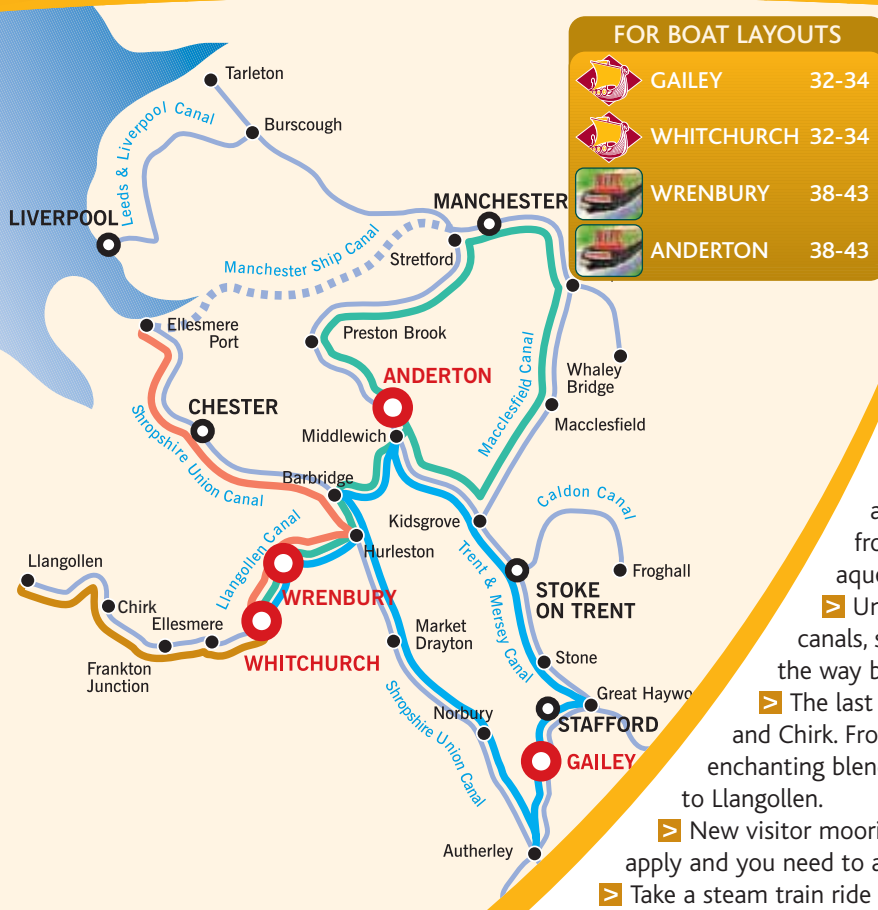 FOR BOAT LAYOUTS
GAILEY 32-34
WHITCHURCH 32-34
WRENBURY 38-43
ANDERTON 38-43
Tarleton
Burscough
Leeds & Liverpool Canal
LIVERPOOL
MANCHESTER
Stretford
Manchester Ship Canal
Ellesmere
Port
Preston Brook
Whaley
Bridge
ANDERTON
Macclesfield Canal
Macclesfield
CHESTER
Middlewich
Shropshire Union Canal
Barbridge
Caldon Canal
Kidsgrove
Llangollen Canal
Hurleston
Trent & Mersey Canal
Froghall
Llangollen
WRENBURY
STOKE
ON TRENT
Chirk
Ellesmere
Market
Drayton
WHITCHURCH
Frankton
Junction
Stone
Shropshire Union Canal
Norbury
Great Haywo
STAFFORD
GAILEY
Autherley
a
fro
aque
> Un
canals, s
the way b
> The last
and Chirk. Fro
enchanting blen
to Llangollen.
> New visitor moori
apply and you need to a
> Take a steam train ride